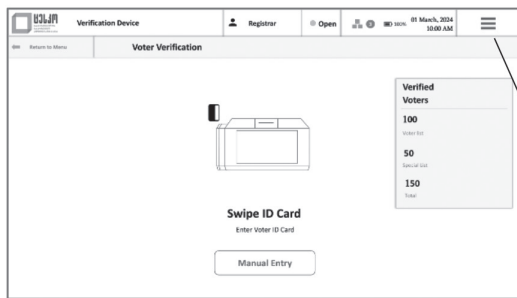 Verification Device
Registrar
Open
100%
01 March, 2024
10:00 AM
Return to Menu
Voter Verification
Verified
Voters
100
Voter list
50
Special list
150
Total
Swipe ID Card
Enter Voter ID Card
Manual Entry